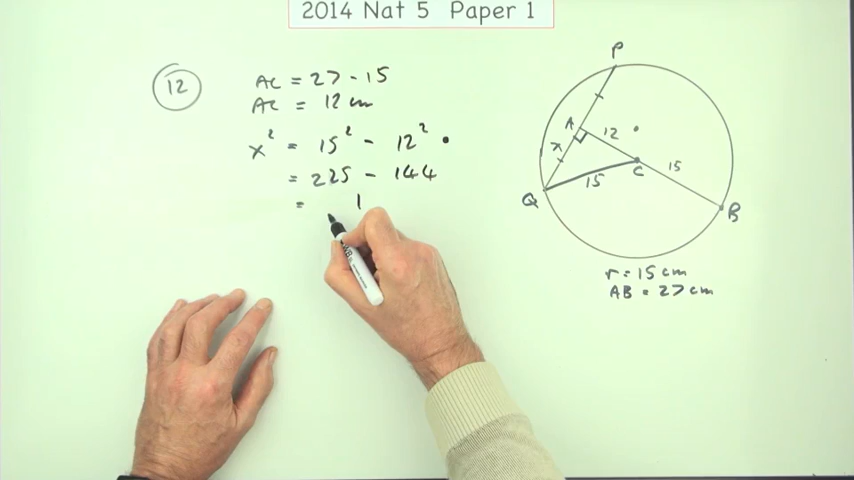 2014 Nat 5 Paper 1
12
AC = 27 - 15
AC = 12 cm
x² = 15² - 12²
= 225 - 144
= 1
P
A
12
x
15
C
15
Q
B
r = 15 cm
AB = 27 cm